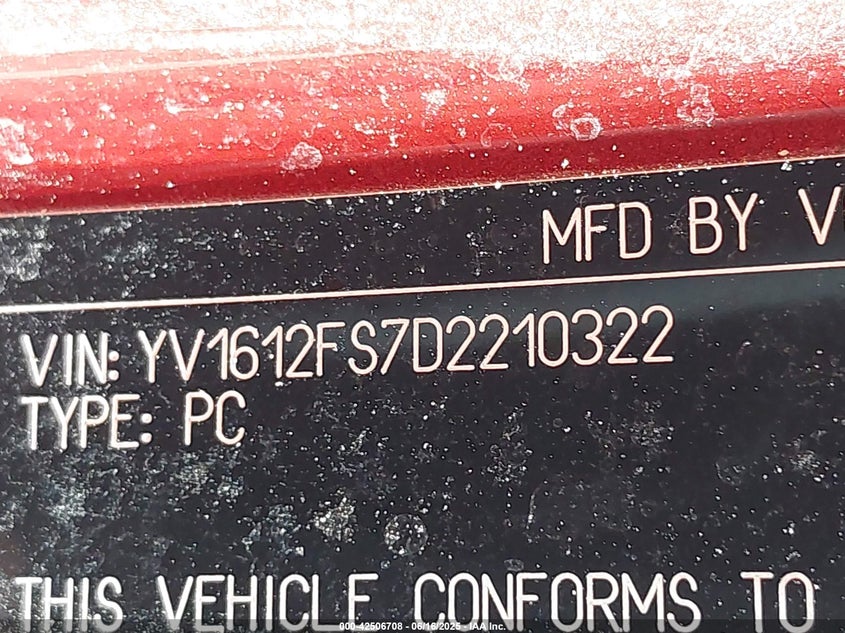 MFD BY V
VIN: YV1612FS7D2210322
TYPE: PC
THIS VEHICLE CONFORMS TO
000-42506708 - 06/16/2025 - IAA Inc.